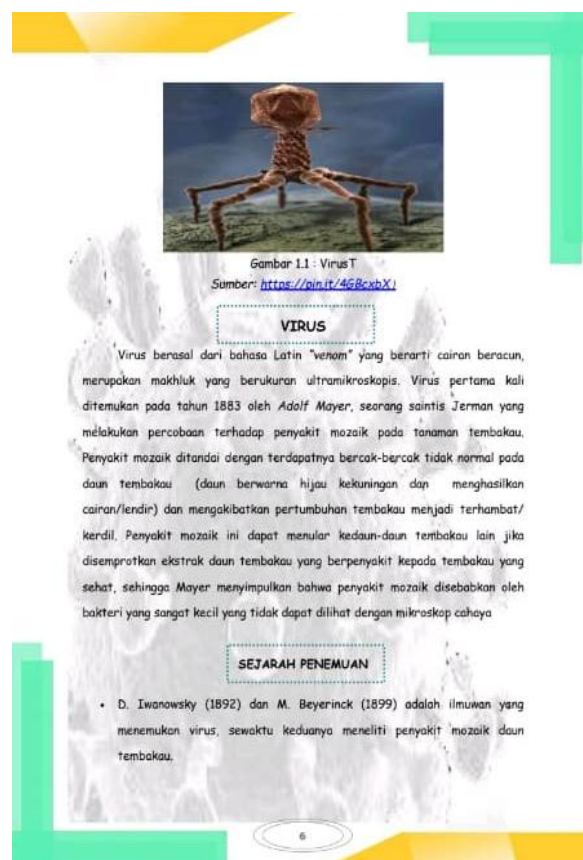 Gambar 1.1 : VirusT
Sumber: https://pin.it/4GBcxbX)
VIRUS
Virus berasal dari bahasa Latin "venom" yang berarti cairan beracun,
merupakan makhluk yang berukuran ultramikroskopis. Virus pertama kali
ditemukan pada tahun 1883 oleh Adolf Mayer, seorang saintis Jerman yang
melakukan percobaan terhadap penyakit mozaik pada tanaman tembakau.
Penyakit mozaik ditandai dengan terdapatnya bercak-bercak tidak normal pada
daun tembakau (daun berwarna hijau kekuningan dan menghasilkan
cairan/lendir) dan mengakibatkan pertumbuhan tembakau menjadi terhambat/
kerdil. Penyakit mozaik ini dapat menular kedaun-daun tembakau lain jika
disemprotkan ekstrak daun tembakau yang berpenyakit kepada tembakau yang
sehat, sehingga Mayer menyimpulkan bahwa penyakit mozaik disebabkan oleh
bakteri yang sangat kecil yang tidak dapat dilihat dengan mikroskop cahaya
SEJARAH PENEMUAN
• D. Iwanowsky (1892) dan M. Beyerinck (1899) adalah ilmuwan yang
menemukan virus, sewaktu keduanya meneliti penyakit mozaik daun
tembakau.
6